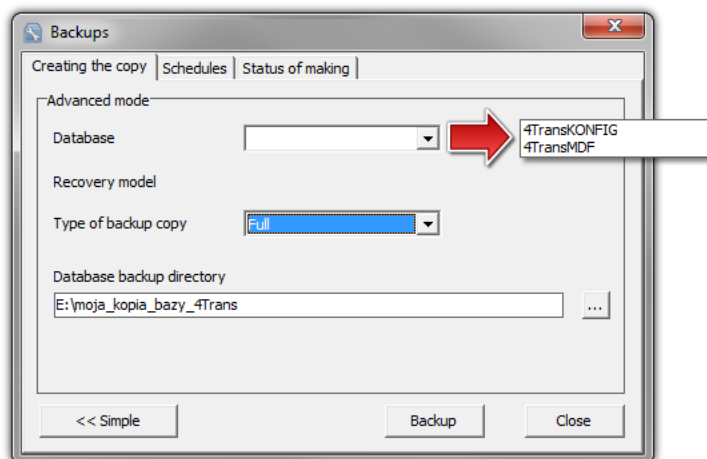 Backups
Creating the copy Schedules Status of making
Advanced mode
Database
4TransKONFIG
4TransMDF
Recovery model
Type of backup copy Full
Database backup directory
E:\moja_kopia_bazy_4Trans ...
<< Simple Backup Close